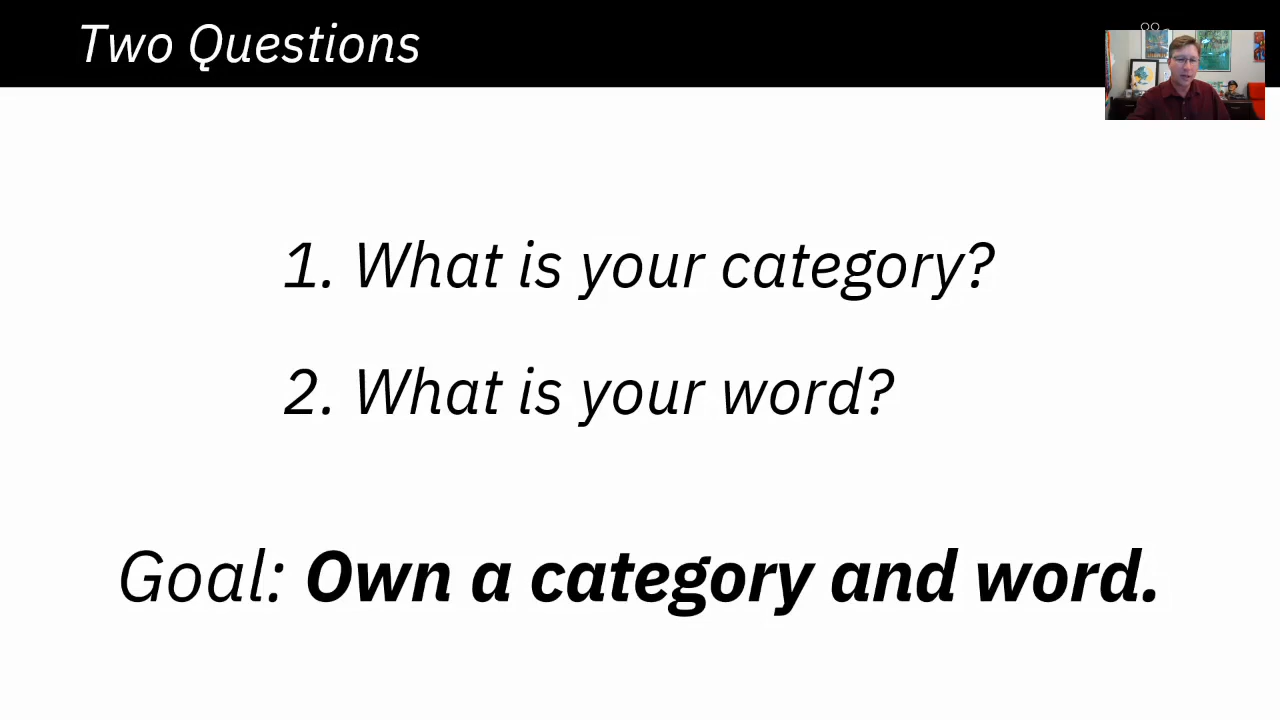 Two Questions
1. What is your category?
2. What is your word?
Goal: Own a category and word.